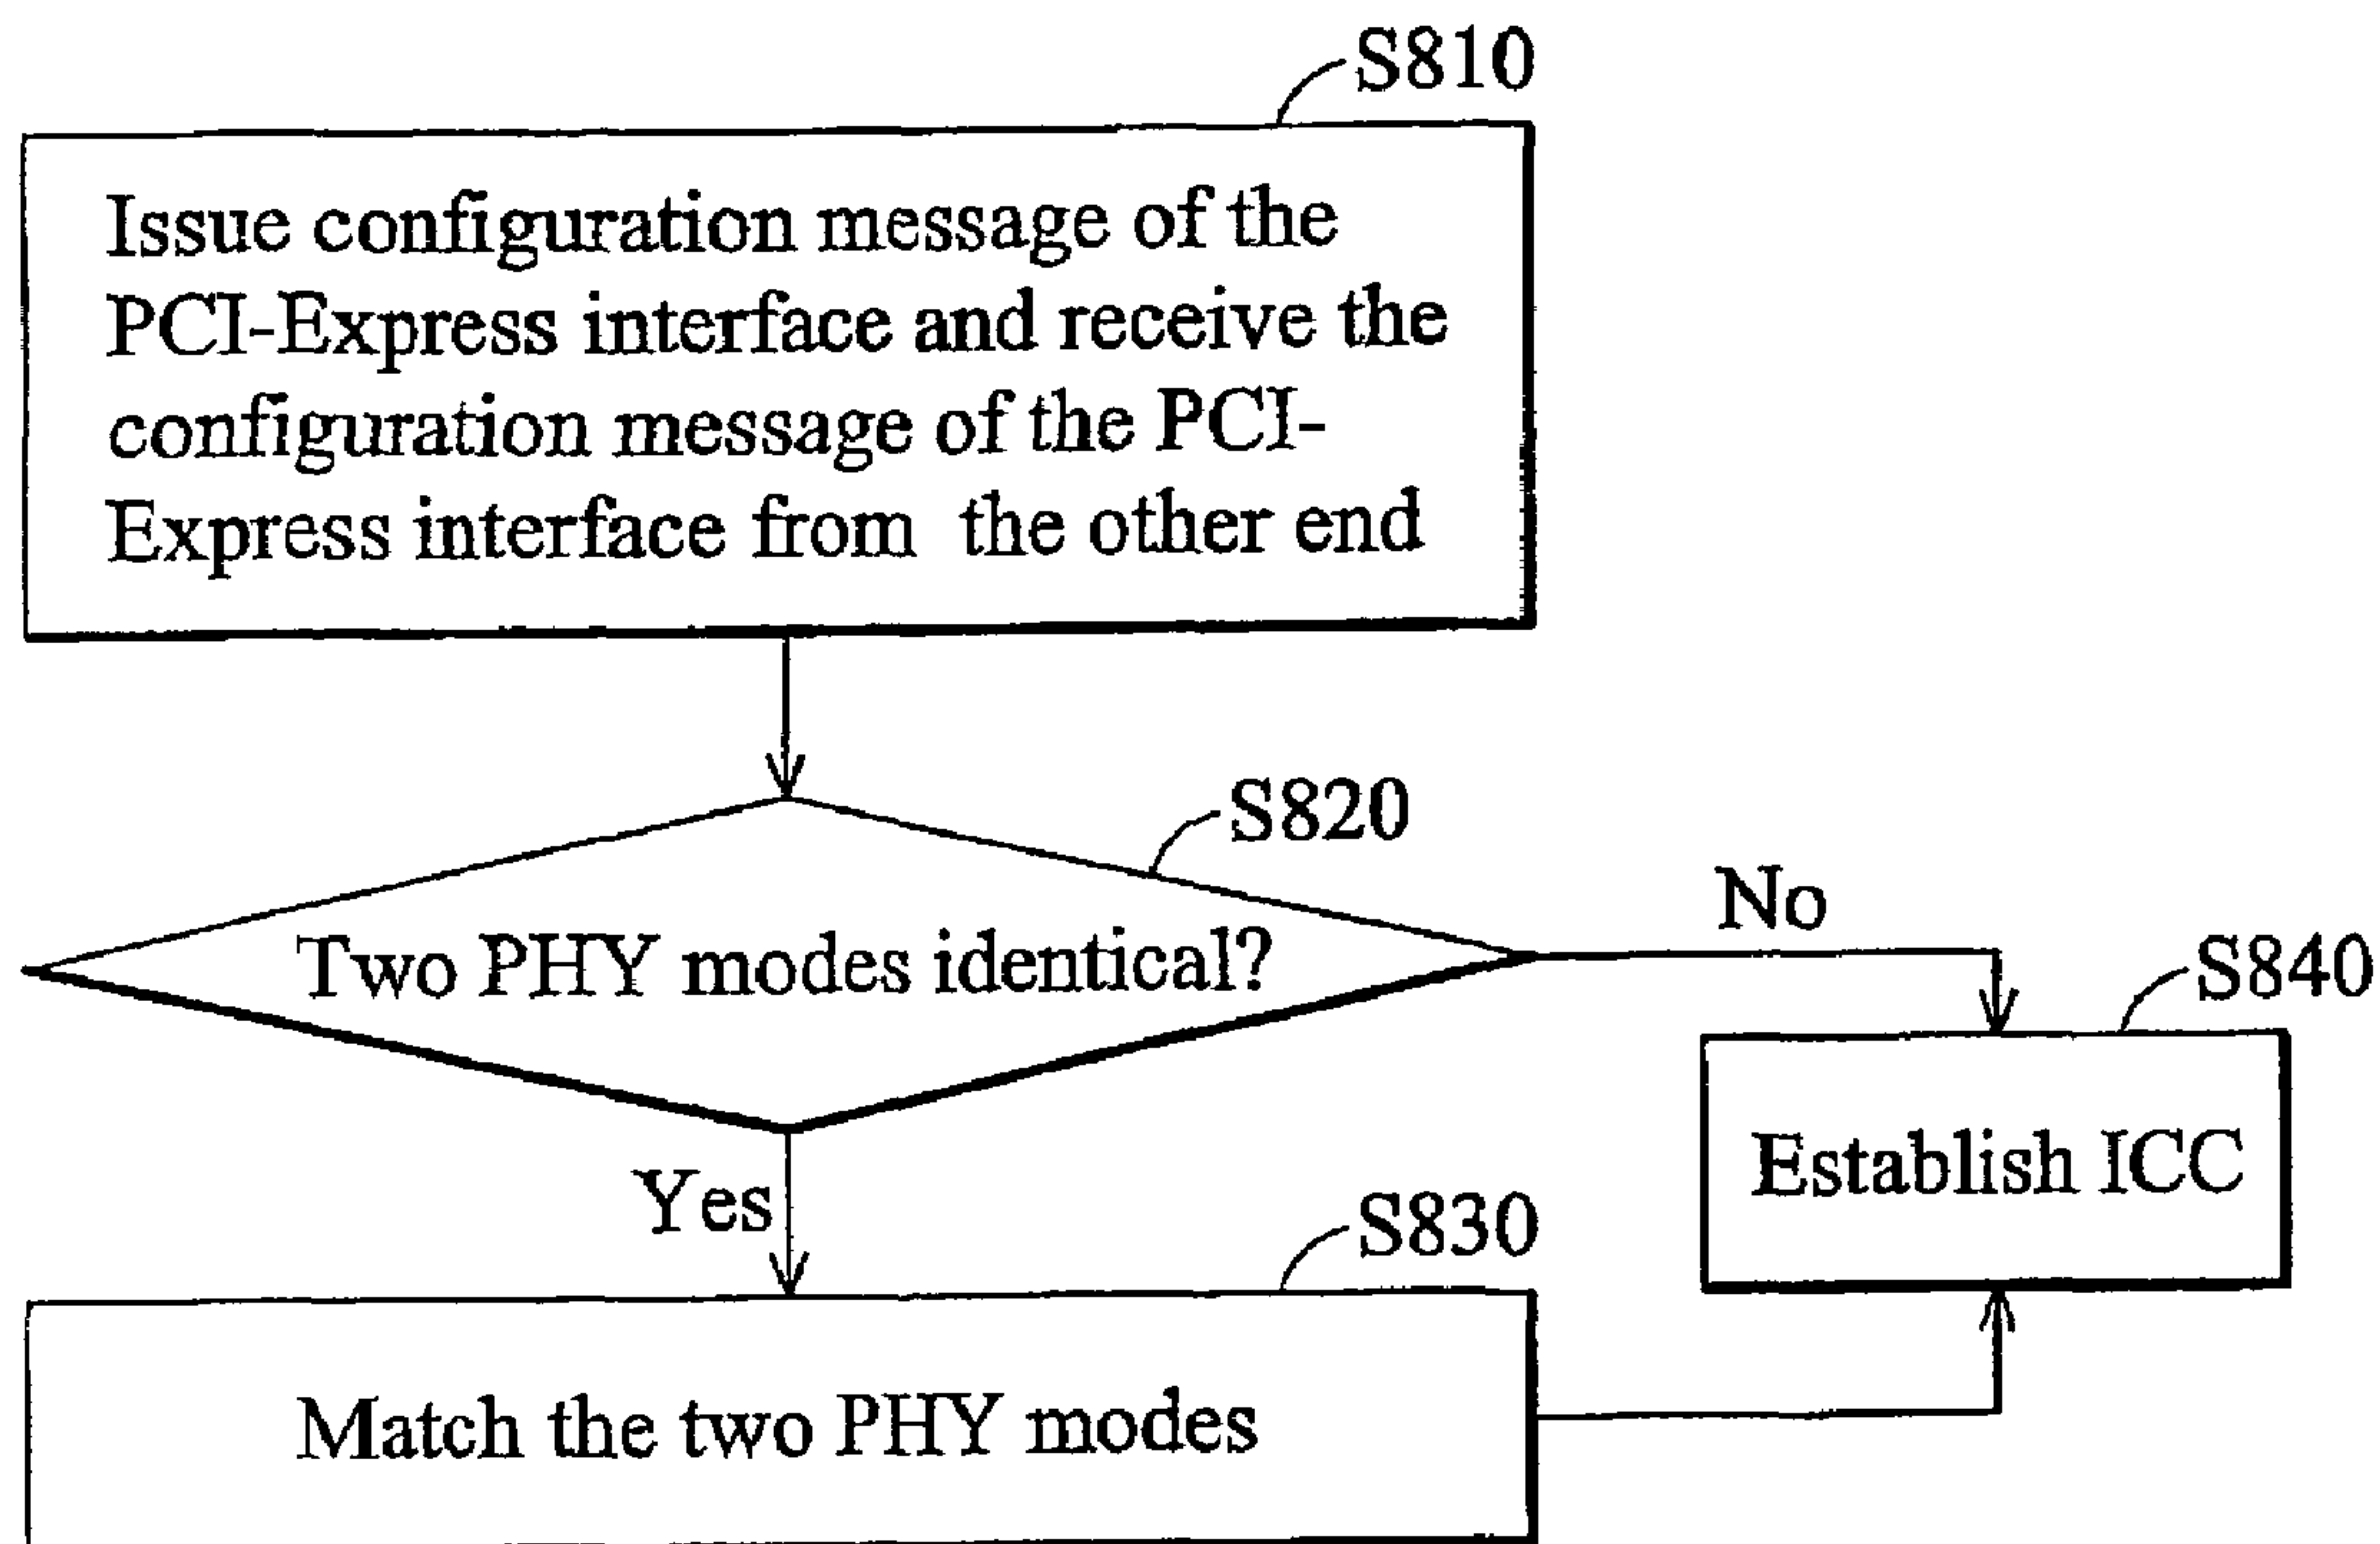 S810
Issue configuration message of the
PCI-Express interface and receive the
configuration message of the PCI-
Express interface from the other end
S820
Two PHY modes identical?
No
S840
Establish ICC
Yes
S830
Match the two PHY modes